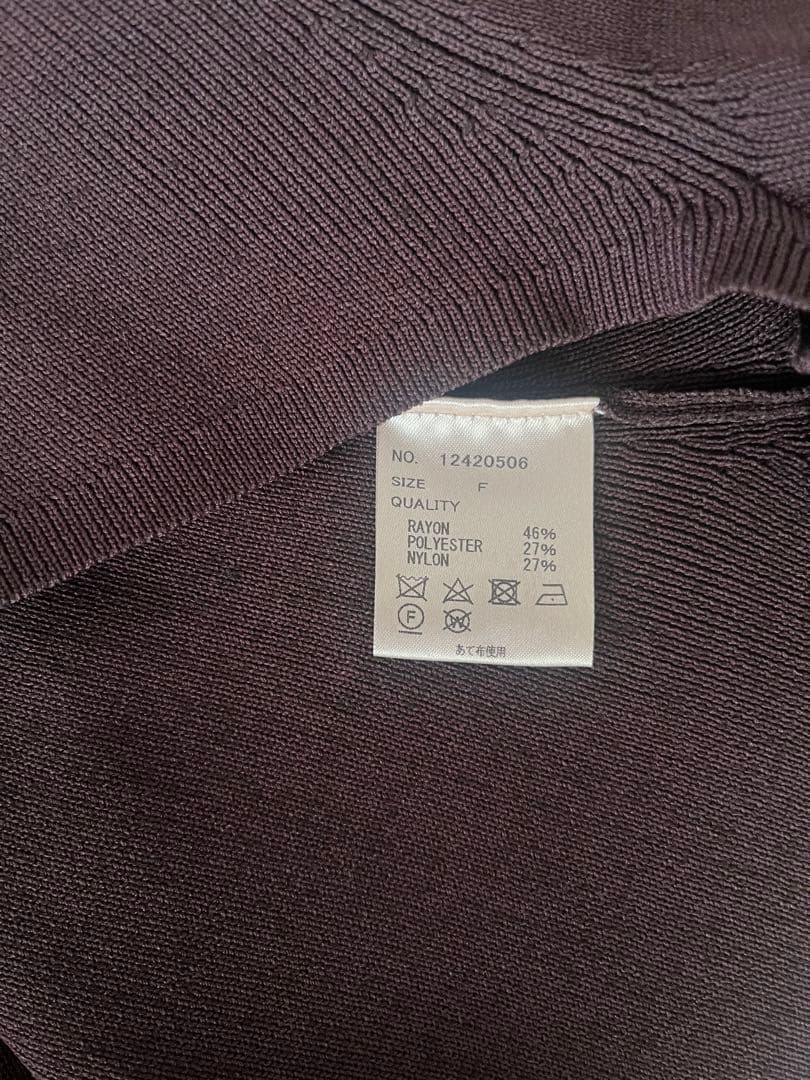 NO. 12420506
SIZE F
QUALITY
RAYON 46%
POLYESTER 27%
NYLON 27%
F W
あて布使用